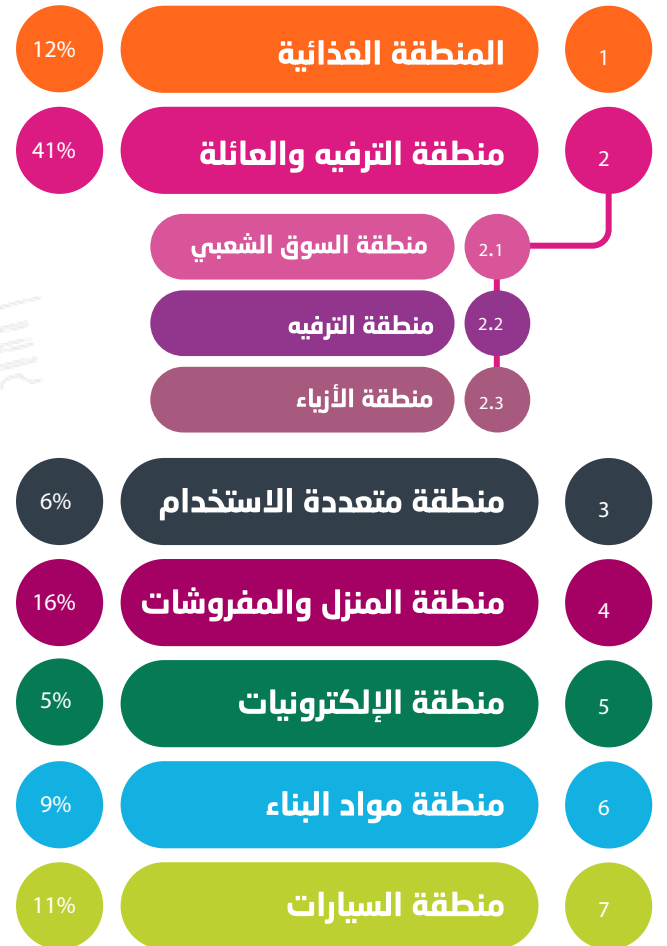 1 المنطقة الغذائية 12%
2 منطقة الترفيه والعائلة 41%
2.1 منطقة السوق الشعبي
2.2 منطقة الترفيه
2.3 منطقة الأزياء
3 منطقة متعددة الاستخدام 6%
4 منطقة المنزل والمفروشات 16%
5 منطقة الإلكترونيات 5%
6 منطقة مواد البناء 9%
7 منطقة السيارات 11%